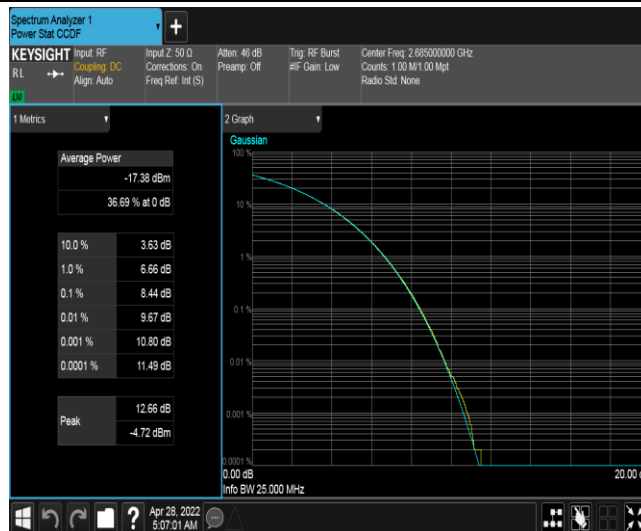 Spectrum Analyzer 1
Power Stat CCDF
+
KEYSIGHT
RL
LV
Input: RF
Coupling: DC
Align: Auto
Input Z: 50 Ω
Corrections: On
Freq Ref: Int (S)
Atten: 46 dB
Preamp: Off
Trig: RF Burst
#IF Gain: Low
Center Freq: 2.685000000 GHz
Counts: 1.00 M/1.00 Mpt
Radio Std: None
1 Metrics
Average Power
-17.38 dBm
36.69 % at 0 dB
10.0 % 3.63 dB
1.0 % 6.66 dB
0.1 % 8.44 dB
0.01 % 9.67 dB
0.001 % 10.80 dB
0.0001 % 11.49 dB
Peak
12.66 dB
-4.72 dBm
2 Graph
Gaussian
100 %
10 %
1 %
0.1 %
0.01 %
0.001 %
0.0001 %
0.00 dB
20.00
Info BW 25.000 MHz
?
Apr 28, 2022
5:07:01 AM